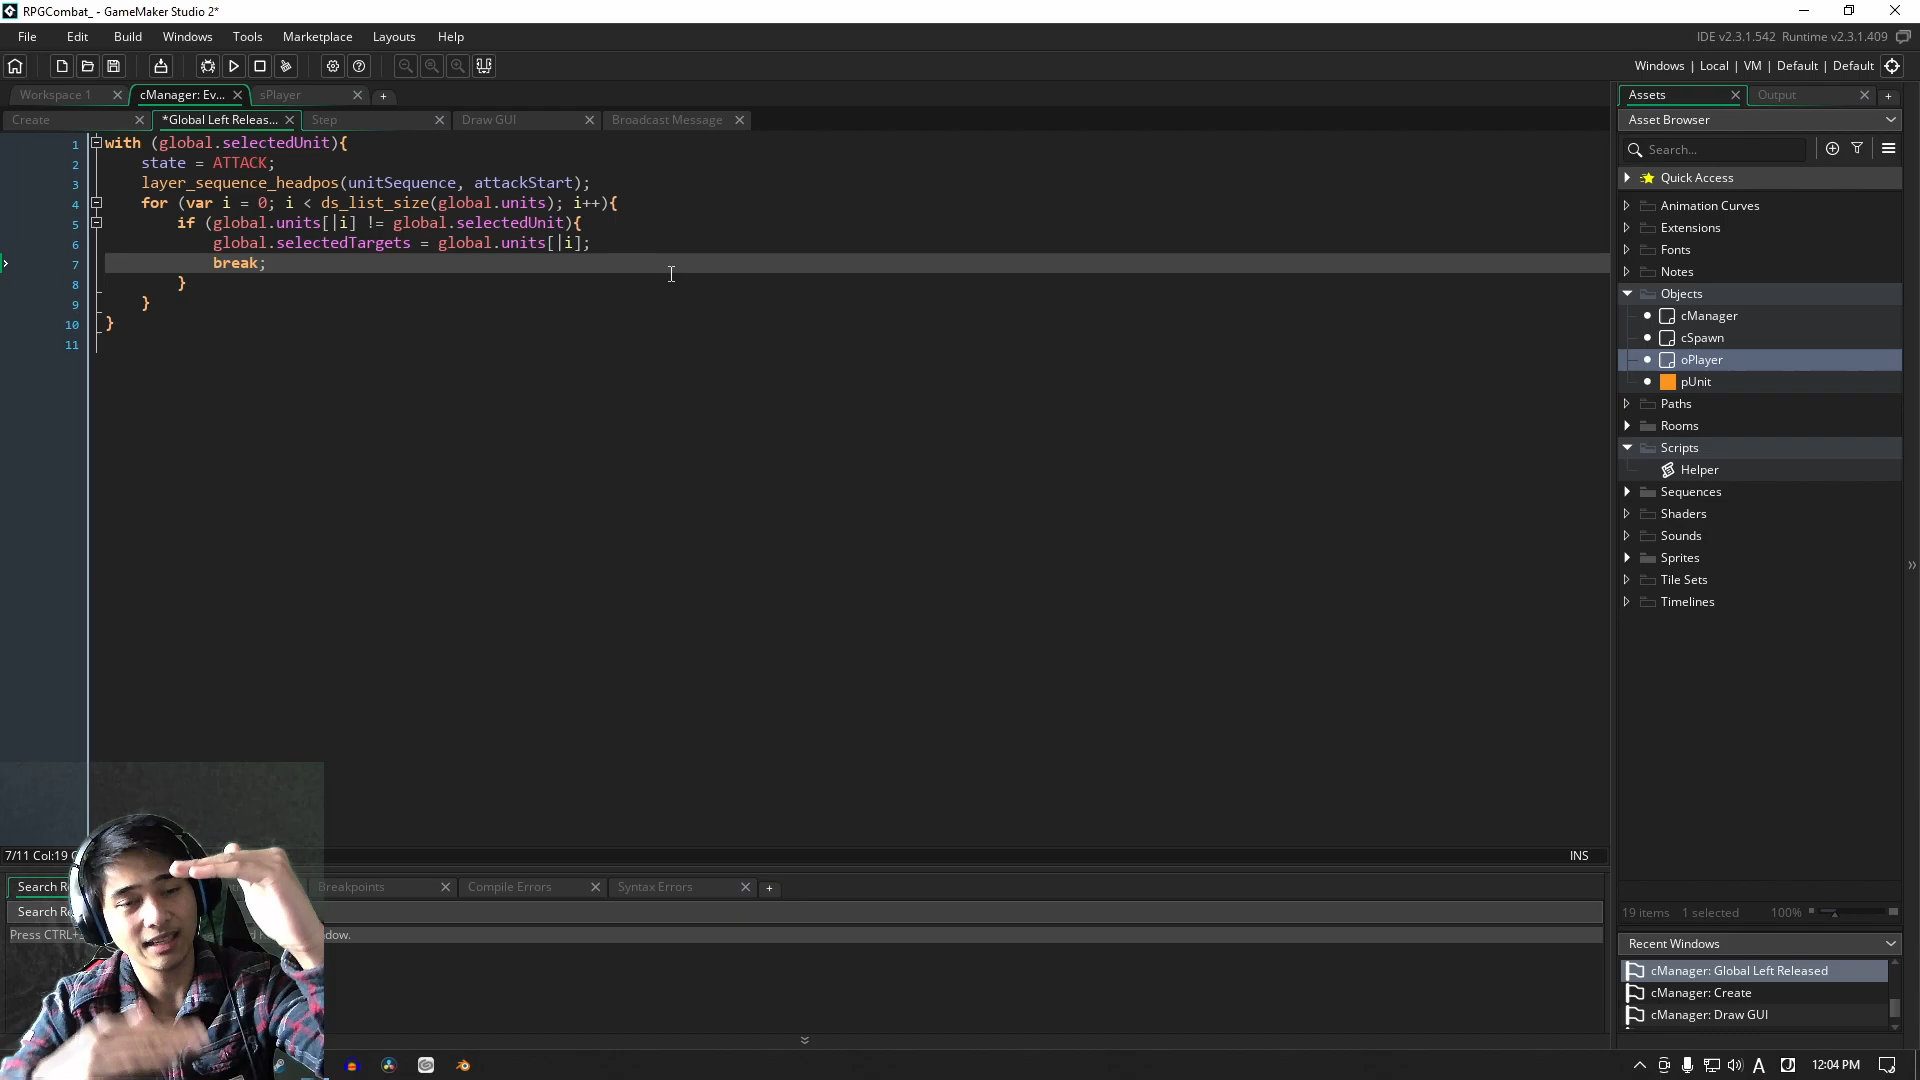 RPGCombat_ - GameMaker Studio 2*
File Edit Build Windows Tools Marketplace Layouts Help
IDE v2.3.1.542 Runtime v2.3.1.409
Windows | Local | VM | Default | Default
Workspace 1
cManager: Ev...
sPlayer
Create
*Global Left Releas...
Step
Draw GUI
Broadcast Message
1 with (global.selectedUnit){
2 state = ATTACK;
3 layer_sequence_headpos(unitSequence, attackStart);
4 for (var i = 0; i < ds_list_size(global.units); i++){
5 if (global.units[|i] != global.selectedUnit){
6 global.selectedTargets = global.units[|i];
7 break;
8 }
9 }
10 }
11
7/11 Col:19
INS
Search Re
Breakpoints
Compile Errors
Syntax Errors
Search Re
Press CTRL+
dow.
Assets
Output
Asset Browser
Search...
Quick Access
Animation Curves
Extensions
Fonts
Notes
Objects
cManager
cSpawn
oPlayer
pUnit
Paths
Rooms
Scripts
Helper
Sequences
Shaders
Sounds
Sprites
Tile Sets
Timelines
19 items 1 selected 100%
Recent Windows
cManager: Global Left Released
cManager: Create
cManager: Draw GUI
A
12:04 PM